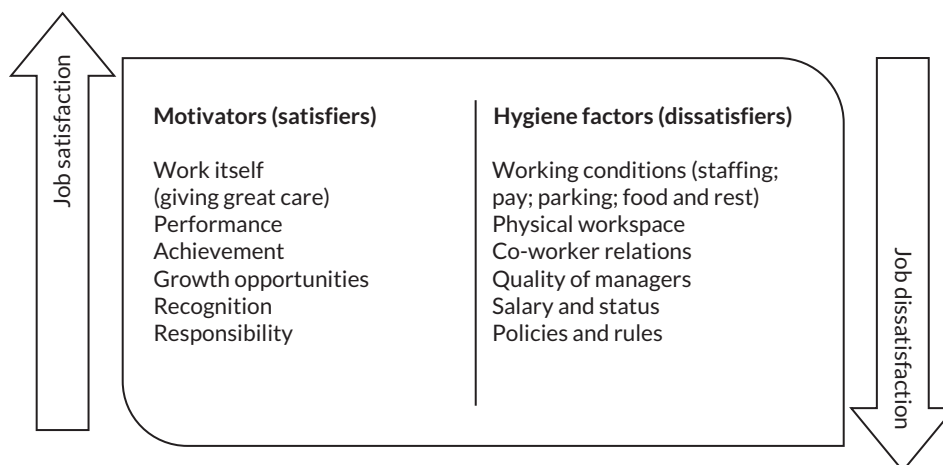 Job satisfaction
Motivators (satisfiers)
Work itself
(giving great care)
Performance
Achievement
Growth opportunities
Recognition
Responsibility
Hygiene factors (dissatisfiers)
Working conditions (staffing;
pay; parking; food and rest)
Physical workspace
Co-worker relations
Quality of managers
Salary and status
Policies and rules
Job dissatisfaction